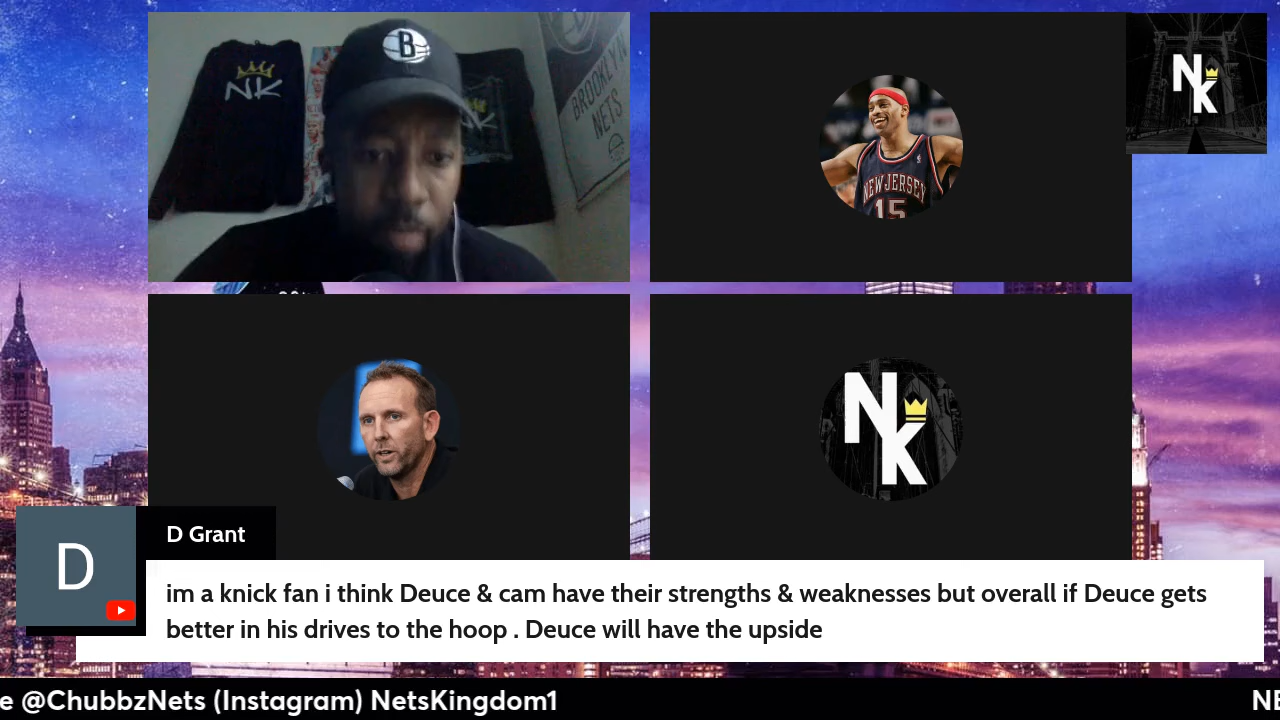 NK
B
NK
BROOKLYN
NETS
NEW JERSEY
15
NK
NK
D
D Grant
im a knick fan i think Deuce & cam have their strengths & weaknesses but overall if Deuce gets
better in his drives to the hoop . Deuce will have the upside
e @ChubbzNets (Instagram) NetsKingdom1
NE